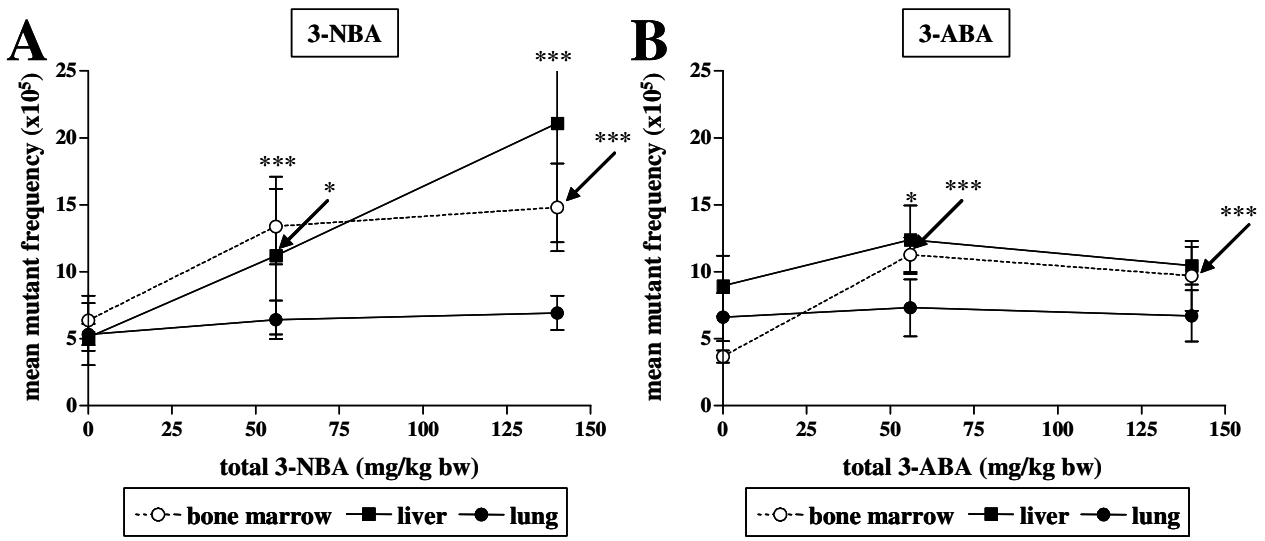 A
3-NBA
mean mutant frequency (x10⁵)
25
20
15
10
5
0
***
***
*
***
0 25 50 75 100 125 150
total 3-NBA (mg/kg bw)
bone marrow liver lung
B
3-ABA
mean mutant frequency (x10⁵)
25
20
15
10
5
0
*
***
***
0 25 50 75 100 125 150
total 3-ABA (mg/kg bw)
bone marrow liver lung